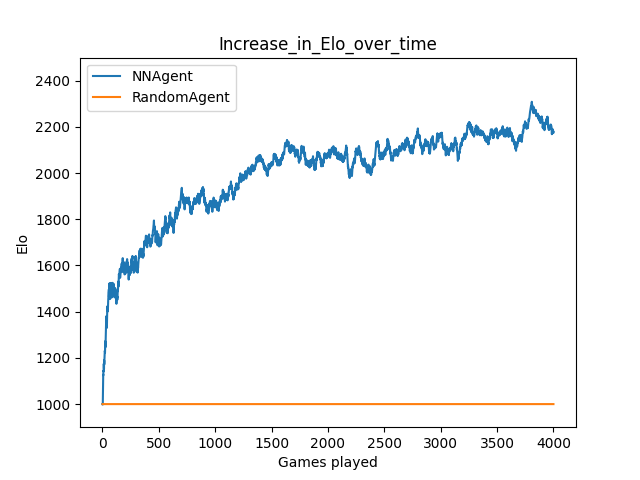 Increase_in_Elo_over_time
NNAgent
RandomAgent
2400
2200
2000
1800
1600
1400
1200
1000
Elo
0 500 1000 1500 2000 2500 3000 3500 4000
Games played